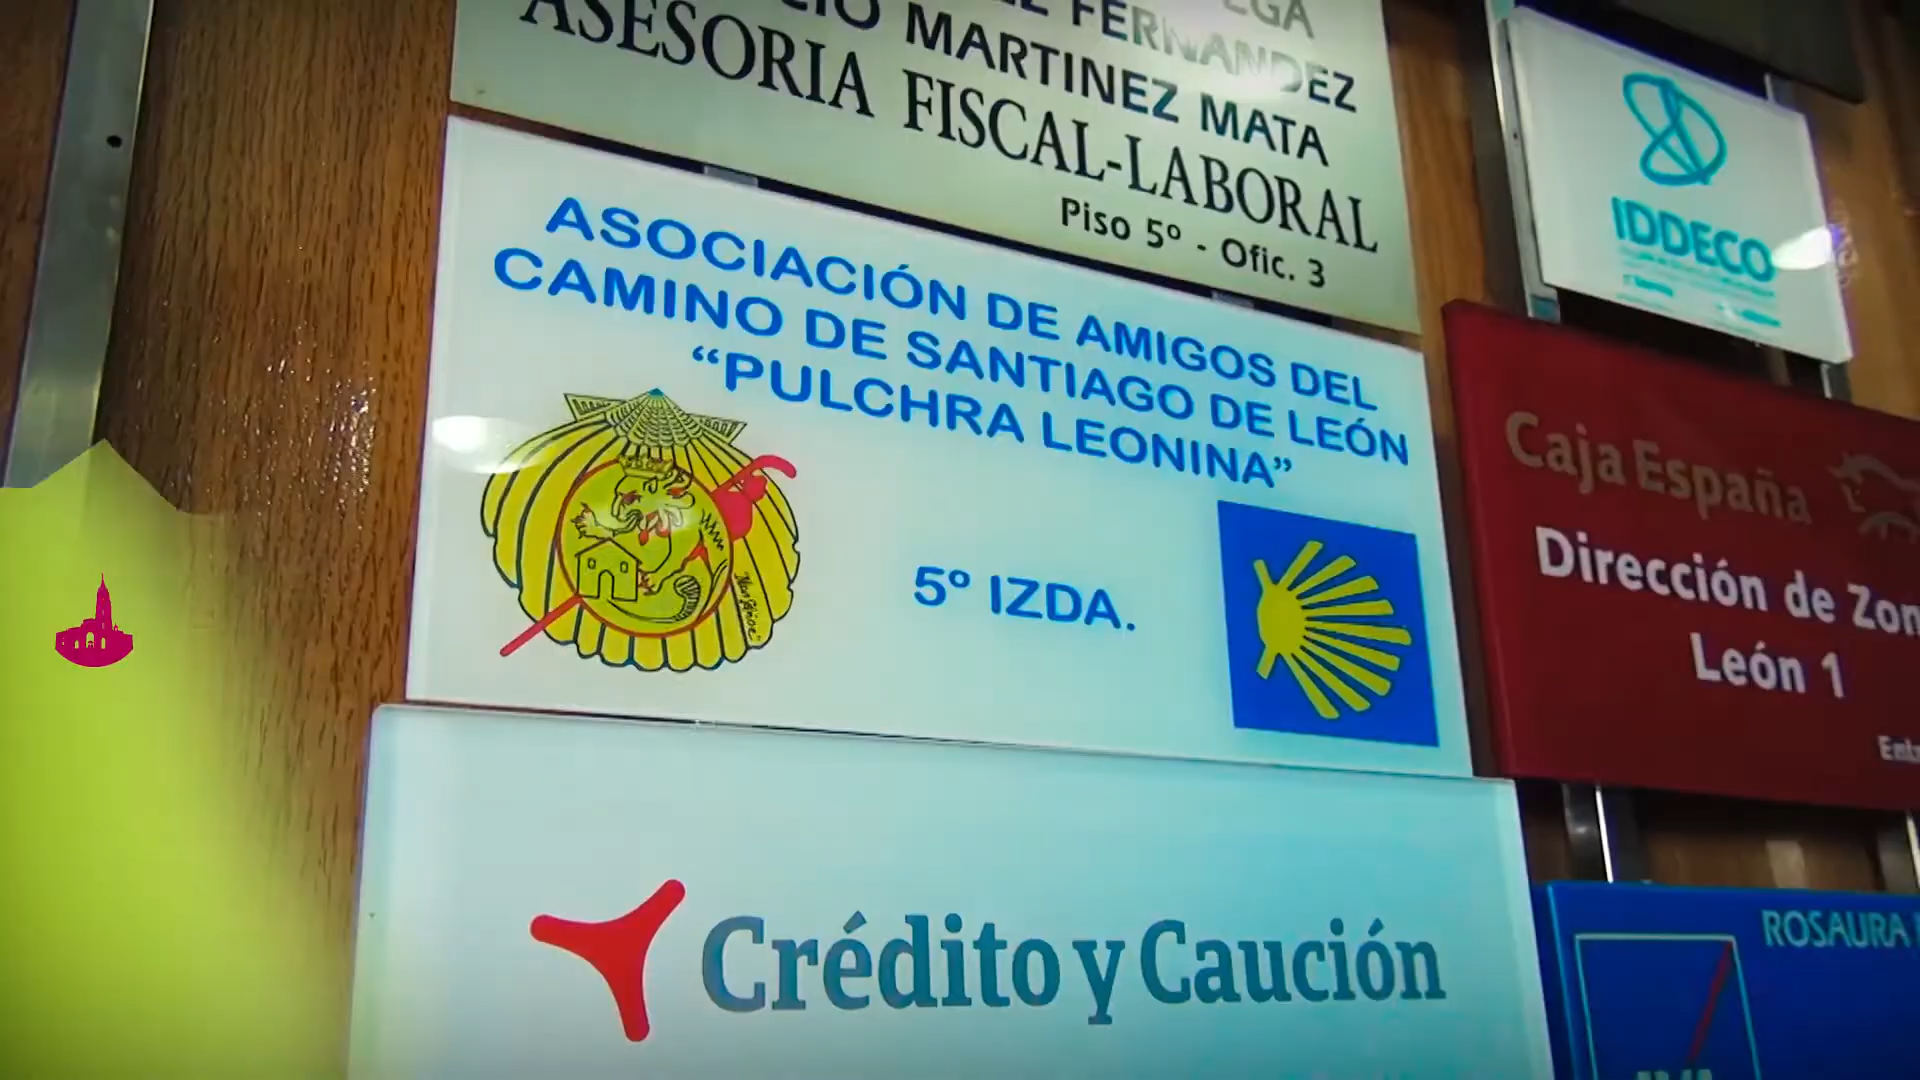 FERNANDEZ
MARTINEZ MATA
ASESORIA FISCAL-LABORAL
Piso 5º - Ofic. 3
ASOCIACIÓN DE AMIGOS DEL
CAMINO DE SANTIAGO DE LEÓN
“PULCHRA LEONINA”
5º IZDA.
Crédito y Caución
IDDECO
Caja España
Dirección de Zon
León 1
ROSAURA